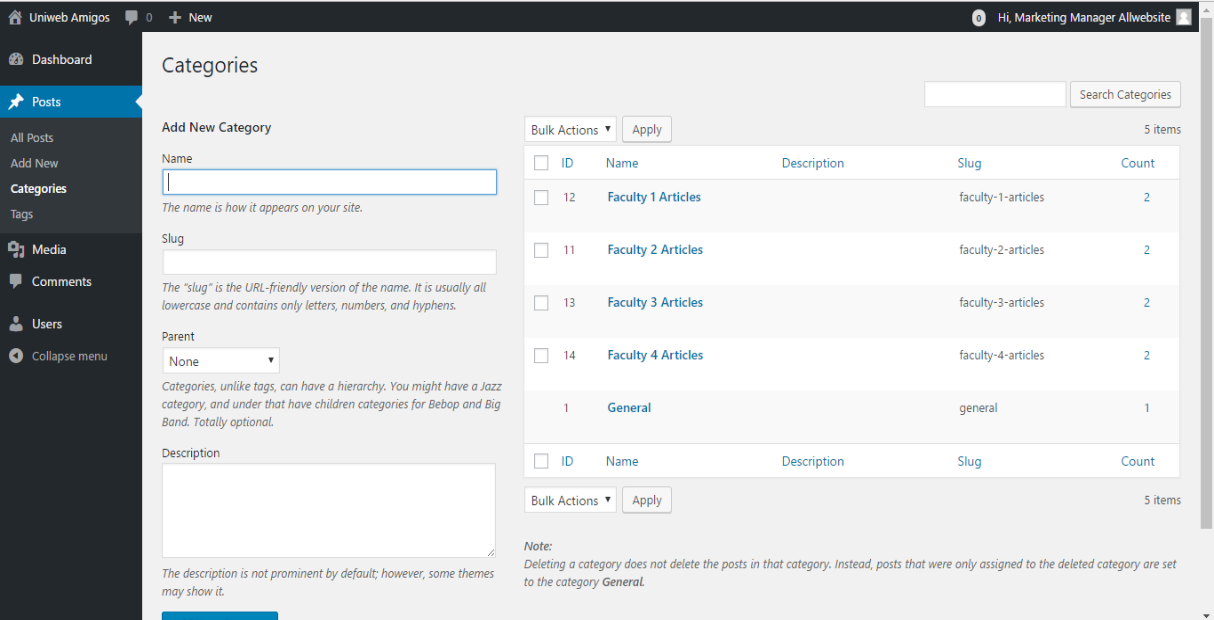 Uniweb Amigos 0 New
0 Hi, Marketing Manager Allwebsite
Dashboard
Posts
All Posts
Add New
Categories
Tags
Media
Comments
Users
Collapse menu
Categories
Search Categories
Add New Category
Name
The name is how it appears on your site.
Slug
The “slug” is the URL-friendly version of the name. It is usually all
lowercase and contains only letters, numbers, and hyphens.
Parent
None
Categories, unlike tags, can have a hierarchy. You might have a Jazz
category, and under that have children categories for Bebop and Big
Band. Totally optional.
Description
The description is not prominent by default; however, some themes
may show it.
Bulk Actions Apply 5 items
ID Name Description Slug Count
12 Faculty 1 Articles faculty-1-articles 2
11 Faculty 2 Articles faculty-2-articles 2
13 Faculty 3 Articles faculty-3-articles 2
14 Faculty 4 Articles faculty-4-articles 2
1 General general 1
ID Name Description Slug Count
Bulk Actions Apply 5 items
Note:
Deleting a category does not delete the posts in that category. Instead, posts that were only assigned to the deleted category are set
to the category General.